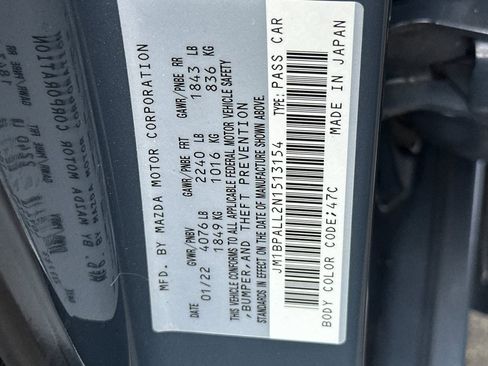 MFD. BY MAZDA MOTOR CORPORATION
DATE GVWR/PNBV GAWR/PNBE FRT GAWR/PNBE RR
01/22 4076 LB 2240 LB 1843 LB
1849 KG 1016 KG 836 KG
THIS VEHICLE CONFORMS TO ALL APPLICABLE FEDERAL MOTOR VEHICLE SAFETY
,BUMPER,AND THEFT PREVENTION
STANDARDS IN EFFECT ON THE DATE OF MANUFACTURE SHOWN ABOVE.
JM1BPALL2N1513154 TYPE: PASS CAR
BODY COLOR CODE;47C MADE IN JAPAN